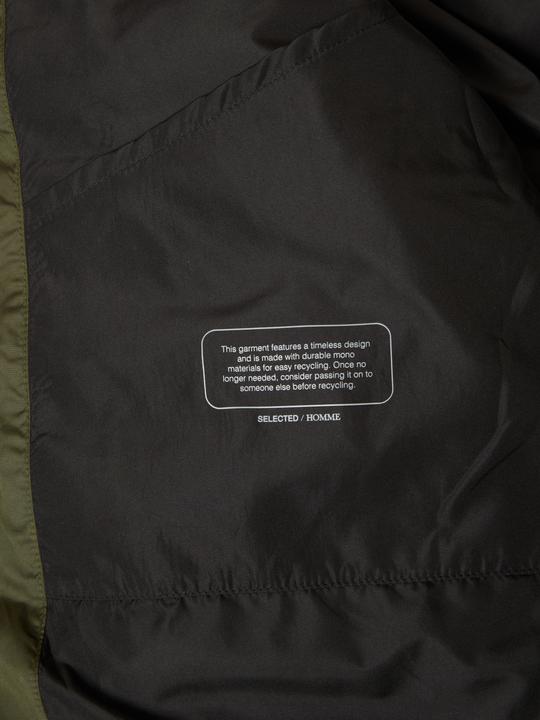 This garment features a timeless design
and is made with durable mono
materials for easy recycling. Once no
longer needed, consider passing it on to
someone else before recycling.
SELECTED / HOMME